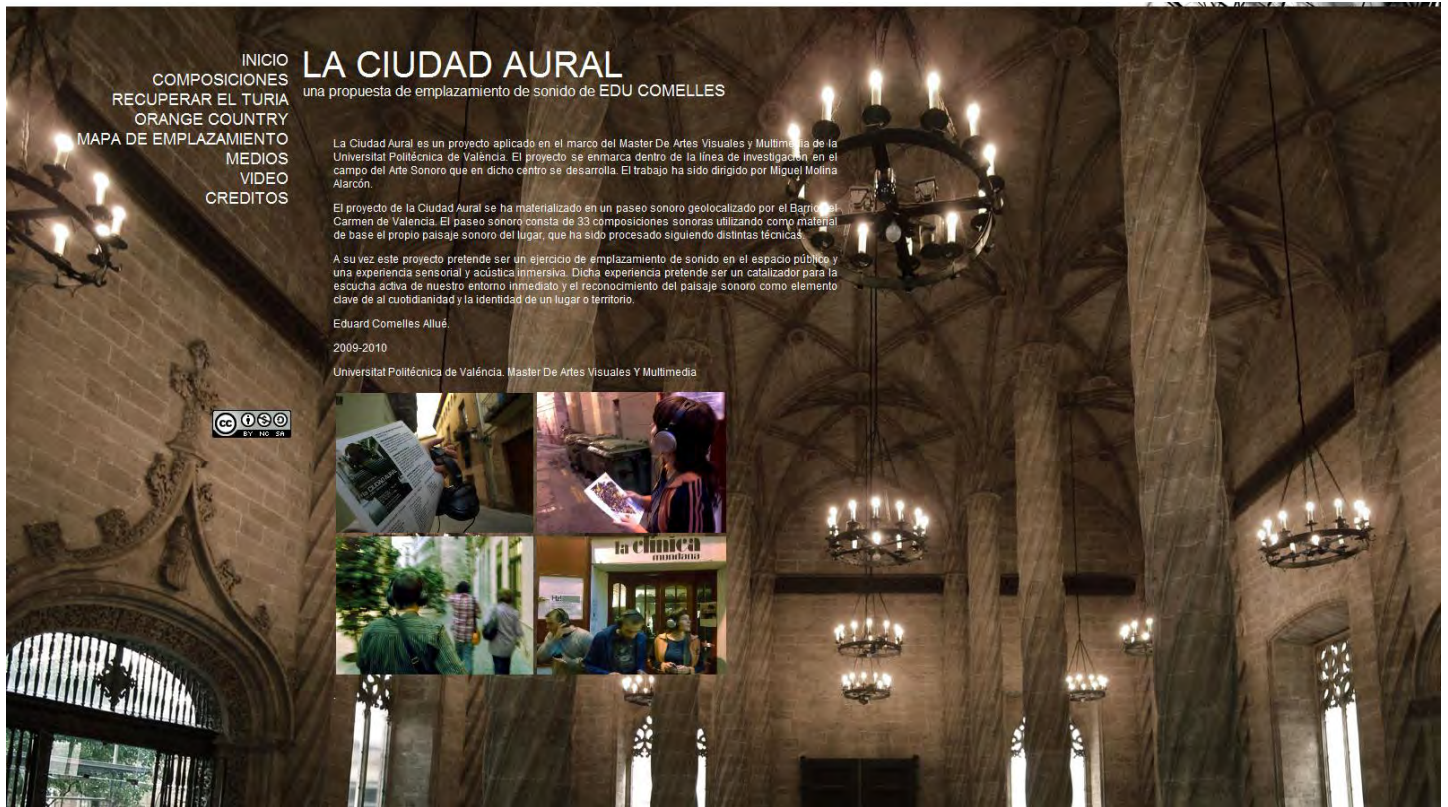 INICIO
COMPOSICIONES
RECUPERAR EL TURIA
ORANGE COUNTRY
MAPA DE EMPLAZAMIENTO
MEDIOS
VIDEO
CREDITOS
LA CIUDAD AURAL
una propuesta de emplazamiento de sonido de EDU COMELLES
La Ciudad Aural es un proyecto aplicado en el marco del Master De Artes Visuales y Multimedia de la
Universitat Politécnica de València. El proyecto se enmarca dentro de la línea de investigación en el
campo del Arte Sonoro que en dicho centro se desarrolla. El trabajo ha sido dirigido por Miguel Molina
Alarcón.
El proyecto de la Ciudad Aural se ha materializado en un paseo sonoro geolocalizado por el Barrio del
Carmen de Valencia. El paseo sonoro consta de 33 composiciones sonoras utilizando como material
de base el propio paisaje sonoro del lugar, que ha sido procesado siguiendo distintas técnicas.
A su vez este proyecto pretende ser un ejercicio de emplazamiento de sonido en el espacio público y
una experiencia sensorial y acústica inmersiva. Dicha experiencia pretende ser un catalizador para la
escucha activa de nuestro entorno inmediato y el reconocimiento del paisaje sonoro como elemento
clave de al cuotidianidad y la identidad de un lugar o territorio.
Eduard Comelles Allué.
2009-2010
Universitat Politécnica de Valéncia. Master De Artes Visuales Y Multimedia
cc
BY NC SA
la CIUDAD AURAL
la clínica
mundana